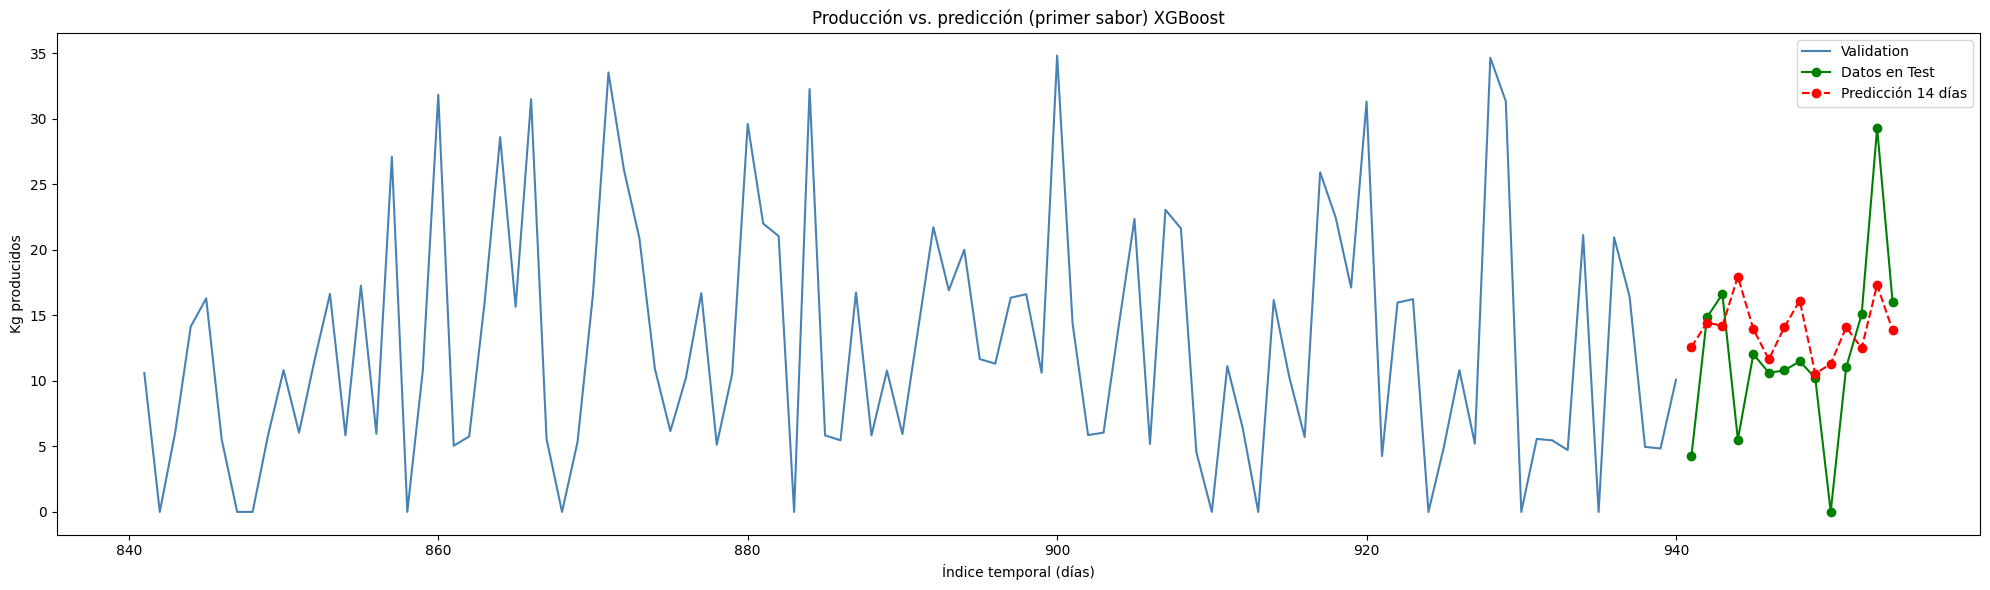 Producción vs. predicción (primer sabor) XGBoost
Validation
Datos en Test
Predicción 14 días
Kg producidos
35
30
25
20
15
10
5
0
840
860
880
900
920
940
Índice temporal (días)